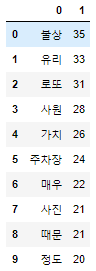 0 1
0 불상 35
1 유리 33
2 로또 31
3 사원 28
4 가치 26
5 주차장 24
6 매우 22
7 사진 21
8 때문 21
9 정도 20